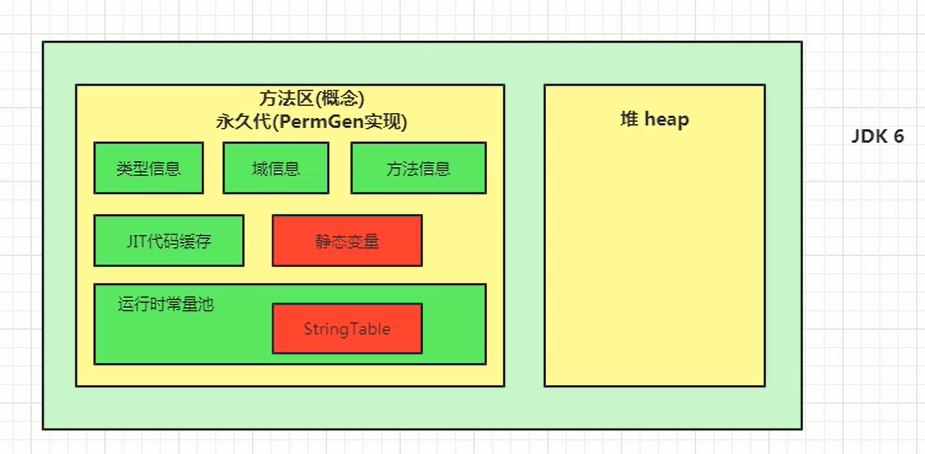 方法区(概念)
永久代(PermGen实现)
堆 heap
JDK 6
类型信息
域信息
方法信息
JIT代码缓存
静态变量
运行时常量池
StringTable